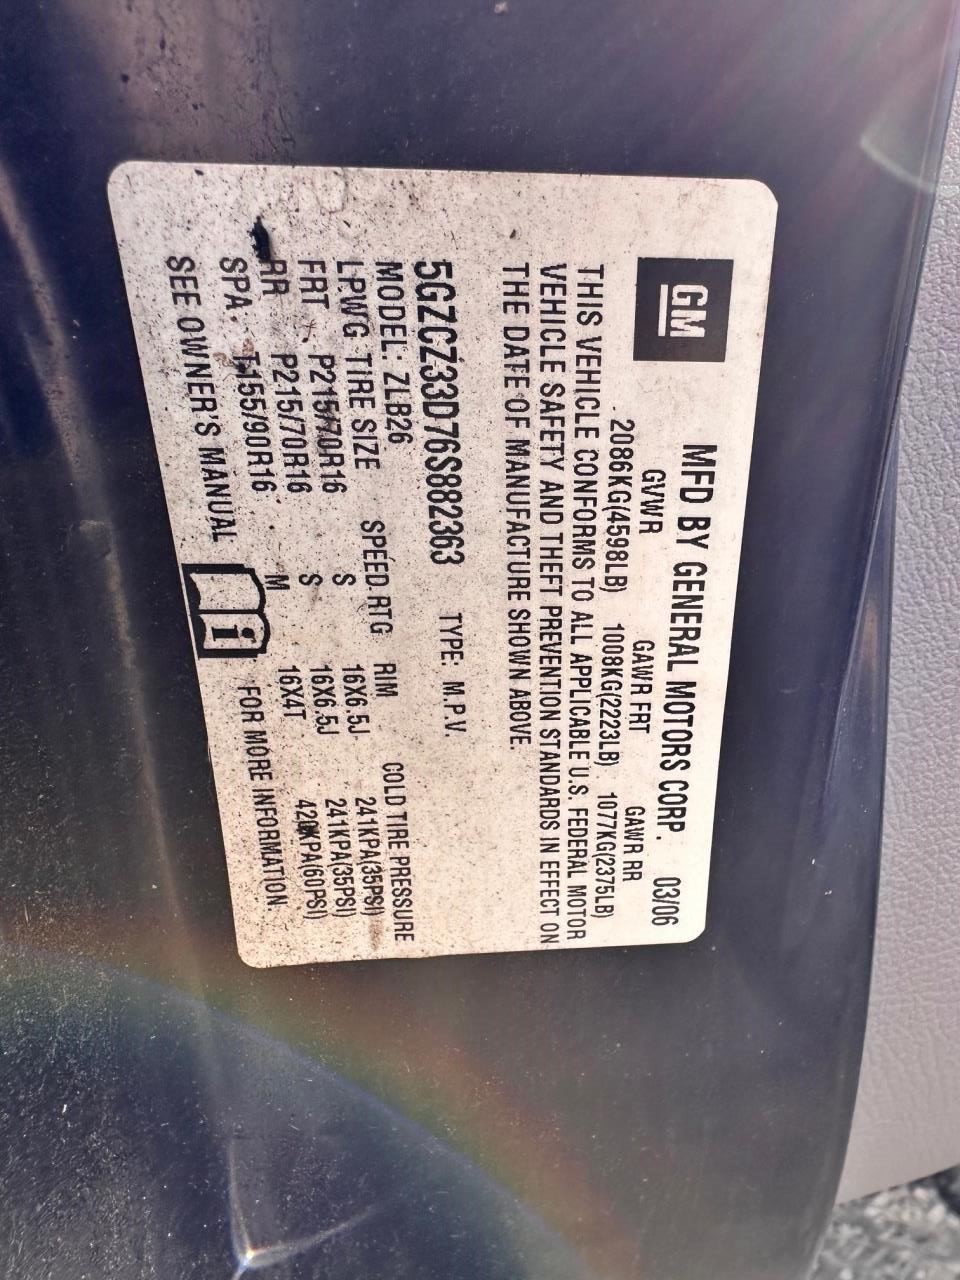 GM
MFD BY GENERAL MOTORS CORP. 03/06
GVWR GAWR FRT GAWR RR
2086KG(4598LB) 1008KG(2223LB) 1077KG(2375LB)
THIS VEHICLE CONFORMS TO ALL APPLICABLE U.S. FEDERAL MOTOR
VEHICLE SAFETY AND THEFT PREVENTION STANDARDS IN EFFECT ON
THE DATE OF MANUFACTURE SHOWN ABOVE.
5GZCZ33D76S882363 TYPE: M.P.V.
MODEL: ZLB26
LPWG TIRE SIZE SPEED RTG RIM COLD TIRE PRESSURE
FRT P215/70R16 S 16X6.5J 241KPA(35PSI)
RR P215/70R16 S 16X6.5J 241KPA(35PSI)
SPA T155/90R16 M 16X4T 420KPA(60PSI)
SEE OWNER'S MANUAL i FOR MORE INFORMATION.